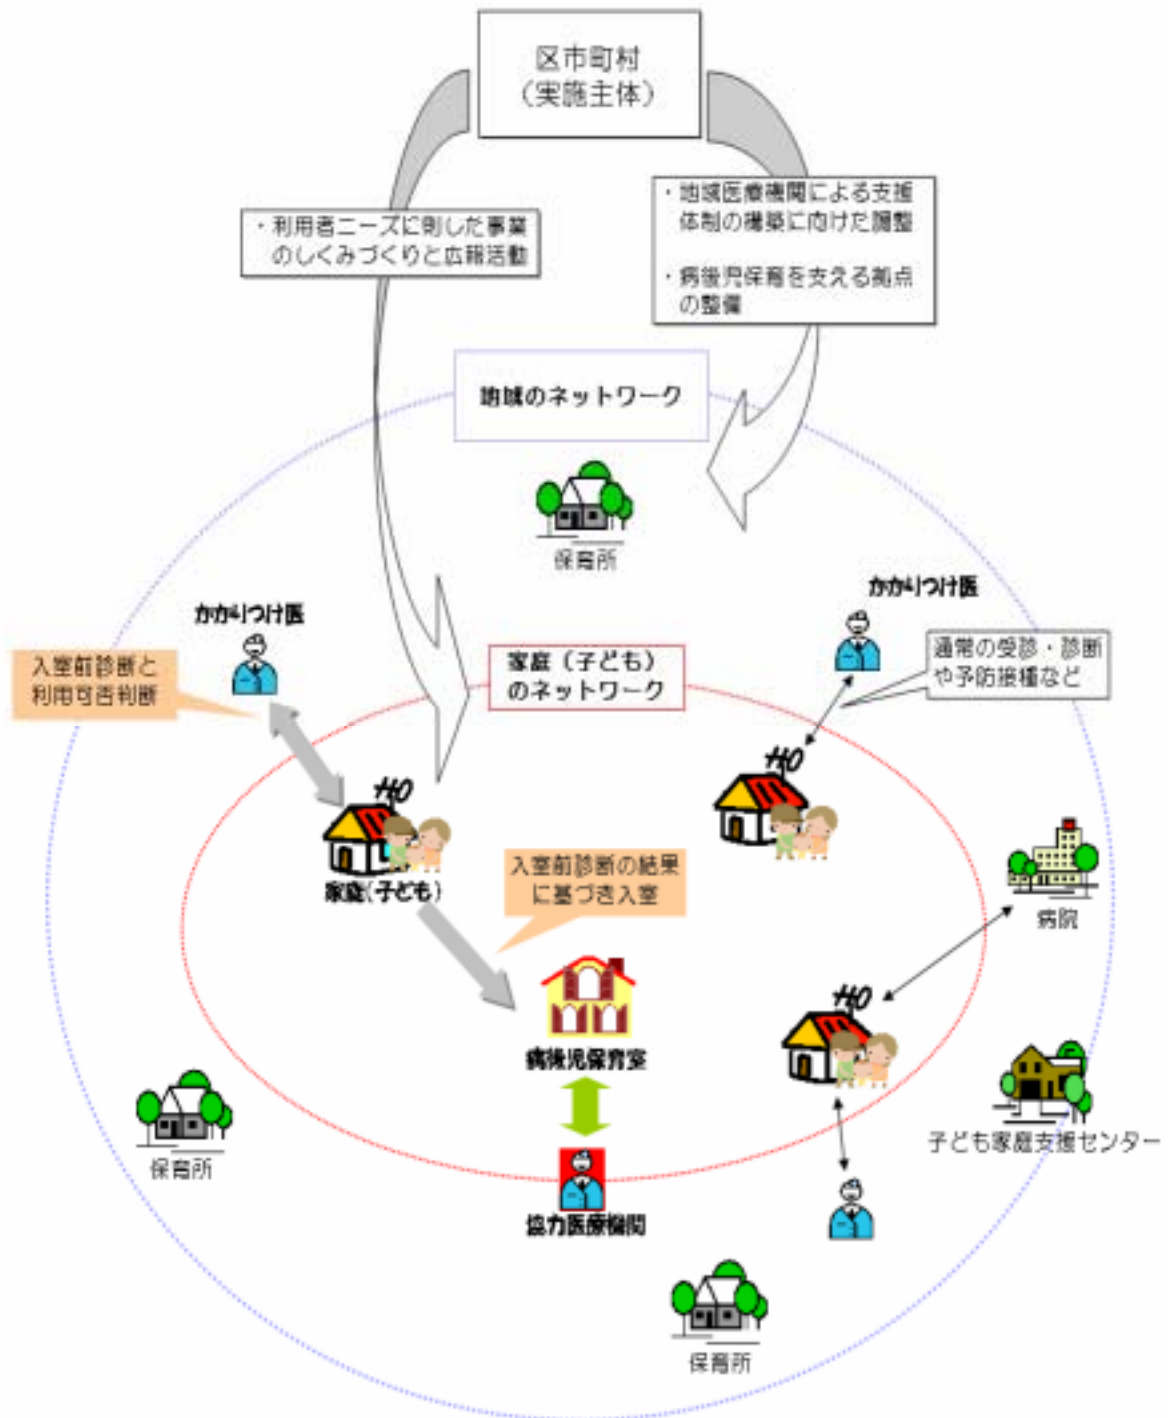 区市町村
（実施主体）
・利用者ニーズに則した事業
のしくみづくりと広報活動
・地域医療機関による支援
体制の構築に向けた調整
・病後児保育を支える拠点
の整備
地域のネットワーク
保育所
かかりつけ医
かかりつけ医
入室前診断と
利用可否判断
家庭（子ども）
のネットワーク
通常の受診・診断
や予防接種など
家庭（子ども）
入室前診断の結果
に基づき入室
病院
病後児保育室
子ども家庭支援センター
保育所
協力医療機関
保育所